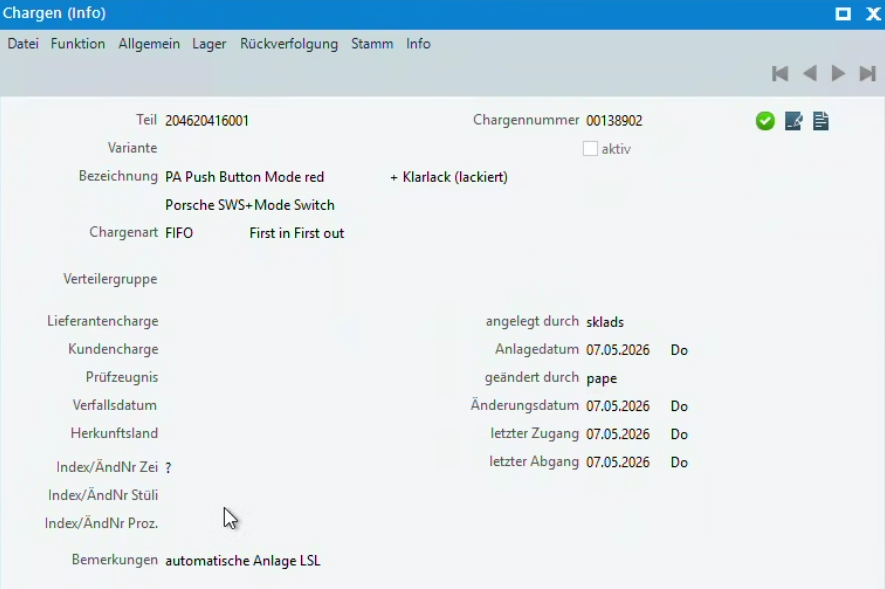 Chargen (Info)
Datei Funktion Allgemein Lager Rückverfolgung Stamm Info
Teil 204620416001 Chargennummer 00138902
Variante aktiv
Bezeichnung PA Push Button Mode red + Klarlack (lackiert)
Porsche SWS+Mode Switch
Chargenart FIFO First in First out
Verteilergruppe
Lieferantencharge angelegt durch sklads
Kundencharge Anlagedatum 07.05.2026 Do
Prüfzeugnis geändert durch pape
Verfallsdatum Änderungsdatum 07.05.2026 Do
Herkunftsland letzter Zugang 07.05.2026 Do
Index/ÄndNr Zei ? letzter Abgang 07.05.2026 Do
Index/ÄndNr Stüli
Index/ÄndNr Proz.
Bemerkungen automatische Anlage LSL